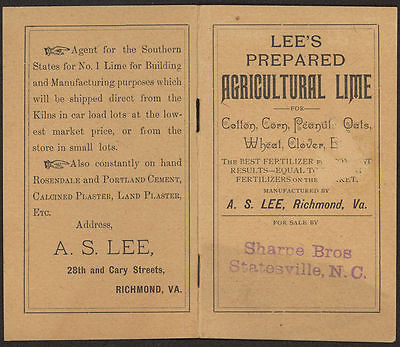 Agent for the Southern
States for No. 1 Lime for Building
and Manufacturing purposes which
will be shipped direct from the
Kilns in car load lots at the low-
est market price, or from the
store in small lots.
Also constantly on hand
Rosendale and Portland Cement,
Calcined Plaster, Land Plaster,
Etc.
Address,
A. S. LEE,
28th and Cary Streets,
RICHMOND, VA.
LEE'S
PREPARED
AGRICULTURAL LIME
FOR
Cotton, Corn, Peanuts, Oats,
Wheat, Clover,
The Best Fertilizer
Results—Equal
Fertilizers on the
MANUFACTURED BY
A. S. LEE, Richmond, Va.
FOR SALE BY
Sharpe Bros
Statesville, N.C.